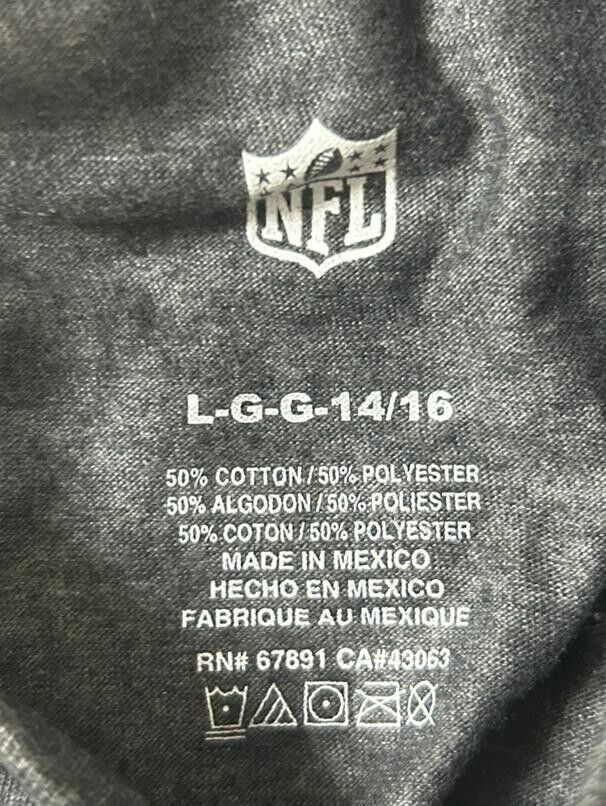 NFL
L-G-G-14/16
50% COTTON / 50% POLYESTER
50% ALGODON / 50% POLIESTER
50% COTON / 50% POLYESTER
MADE IN MEXICO
HECHO EN MEXICO
FABRIQUE AU MEXIQUE
RN# 67891 CA#43063